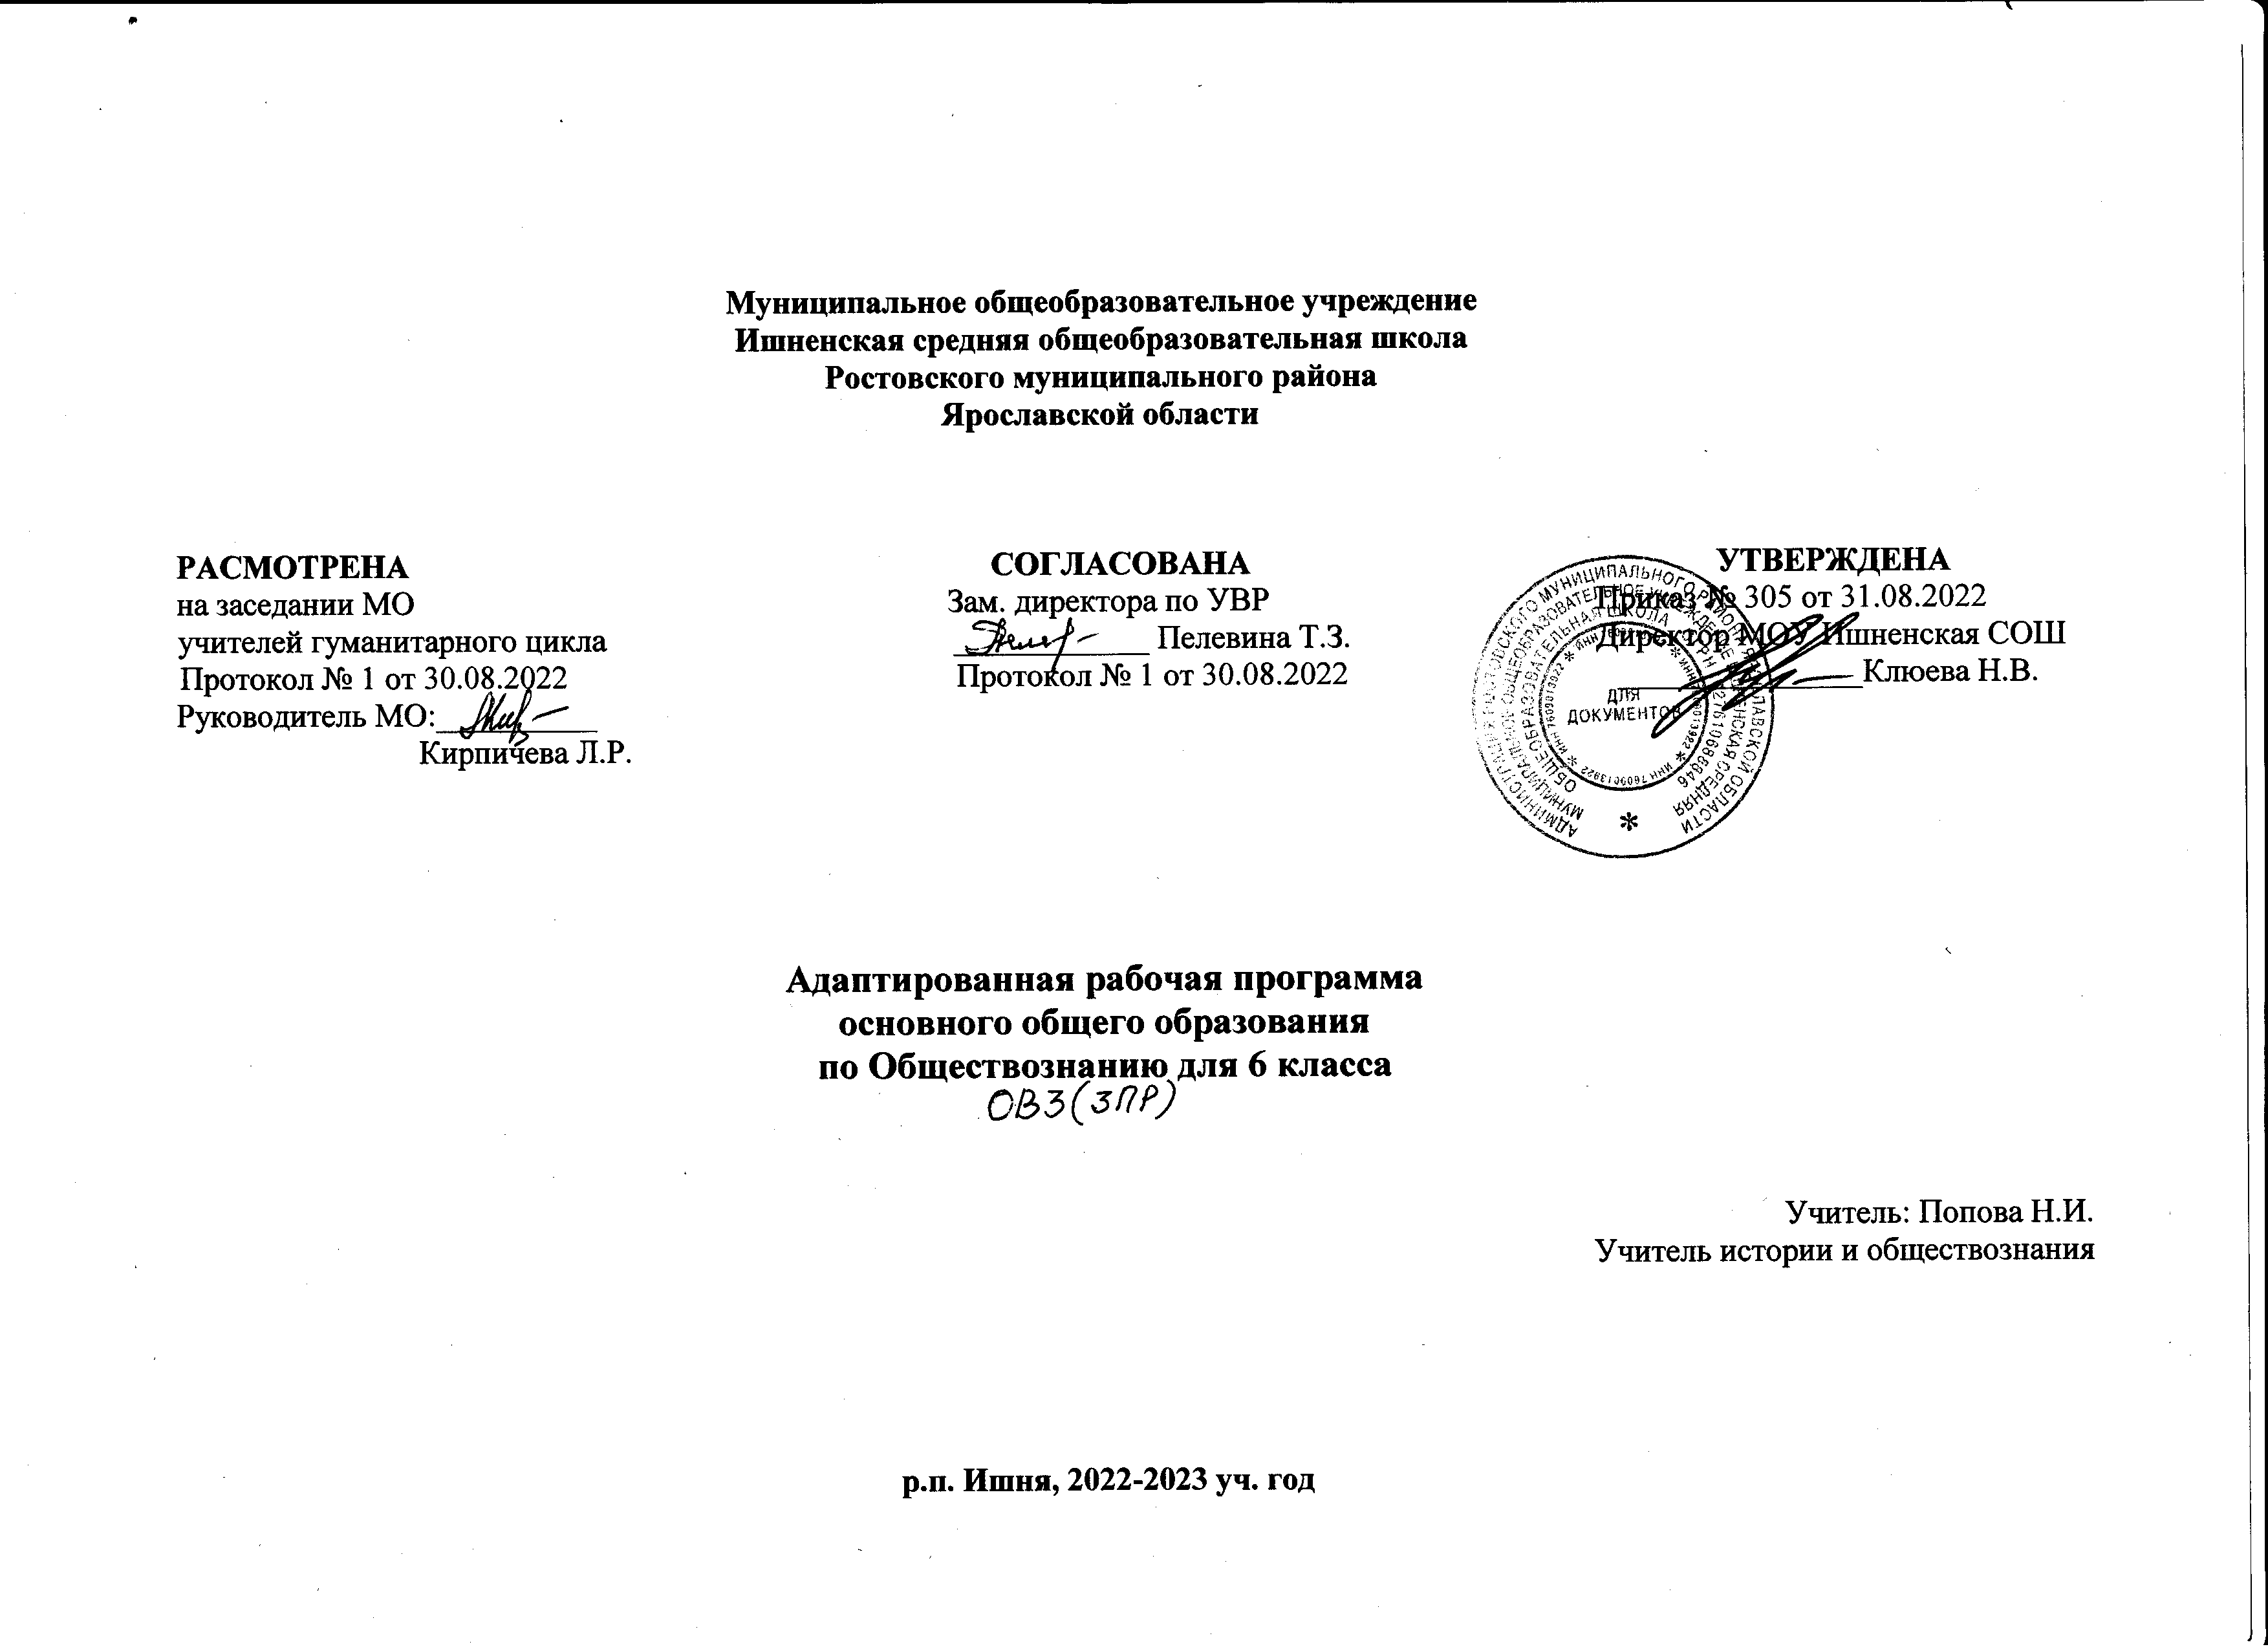 Муниципальное общеобразовательное учреждение
Ишненская средняя общеобразовательная школа
Ростовского муниципального района
Ярославской области
РАСМОТРЕНА
на заседании МО
учителей гуманитарного цикла
Протокол № 1 от 30.08.2022
Руководитель МО:
Кирпичева Л.Р.
СОГЛАСОВАНА
Зам. директора по УВР
Пелевина Т.З.
Протокол № 1 от 30.08.2022
УТВЕРЖДЕНА
Приказ № 305 от 31.08.2022
Директор МОУ Ишненская СОШ
Клюева Н.В.
ДЛЯ
ДОКУМЕНТОВ
Адаптированная рабочая программа
основного общего образования
по Обществознанию для 6 класса
ОВЗ (ЗПР)
Учитель: Попова Н.И.
Учитель истории и обществознания
р.п. Ишня, 2022-2023 уч. год